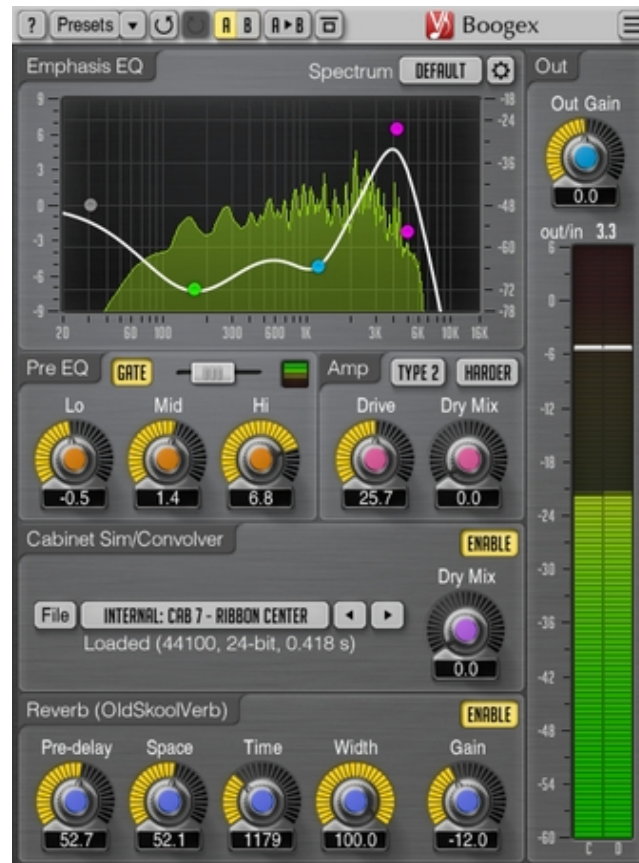 ? Presets A B A▸B Boogex
Emphasis EQ Spectrum DEFAULT Out
9 6 3 0 -3 -6 -9
-18 -24 -36 -48 -60 -72 -78
20 60 100 300 600 1K 3K 6K 10K 16K
Out Gain
0.0
out/in 3.3
6 0 -6 -12 -18 -24 -30 -36 -42 -48 -54 -60
Pre EQ GATE Amp TYPE 2 HARDER
Lo Mid Hi Drive Dry Mix
-0.5 1.4 6.8 25.7 0.0
Cabinet Sim/Convolver ENABLE
Dry Mix
File INTERNAL: CAB 7 - RIBBON CENTER
Loaded (44100, 24-bit, 0.418 s)
0.0
Reverb (OldSkoolVerb) ENABLE
Pre-delay Space Time Width Gain
52.7 52.1 1179 100.0 -12.0